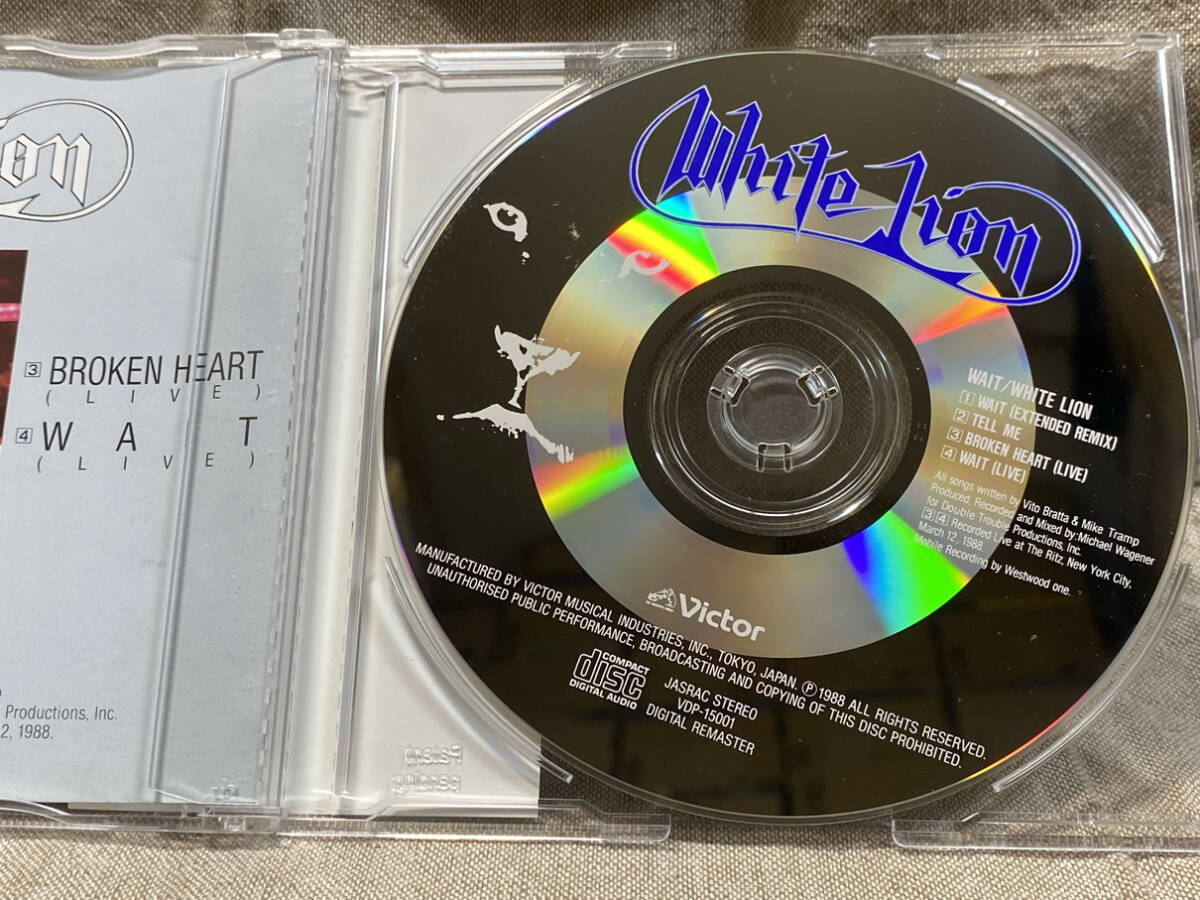 ion
3 BROKEN HEART
( L I V E )
4 W A T
( L I V E )
Productions, Inc.
2, 1988.
Patent
pending
White Lion
WAIT/WHITE LION
1 WAIT (EXTENDED REMIX)
2 TELL ME
3 BROKEN HEART (LIVE)
4 WAIT (LIVE)
All songs written by Vito Bratta & Mike Tramp
Produced, Recorded and Mixed by: Michael Wagener
for Double Trouble Productions, Inc.
3 4 Recorded Live at The Ritz, New York City,
March 12, 1988
Mobile Recording by Westwood one.
Victor
MANUFACTURED BY VICTOR MUSICAL INDUSTRIES, INC., TOKYO, JAPAN. Ⓟ 1988 ALL RIGHTS RESERVED.
UNAUTHORISED PUBLIC PERFORMANCE, BROADCASTING AND COPYING OF THIS DISC PROHIBITED.
COMPACT
disc
DIGITAL AUDIO
JASRAC STEREO
VDP-15001
DIGITAL REMASTER